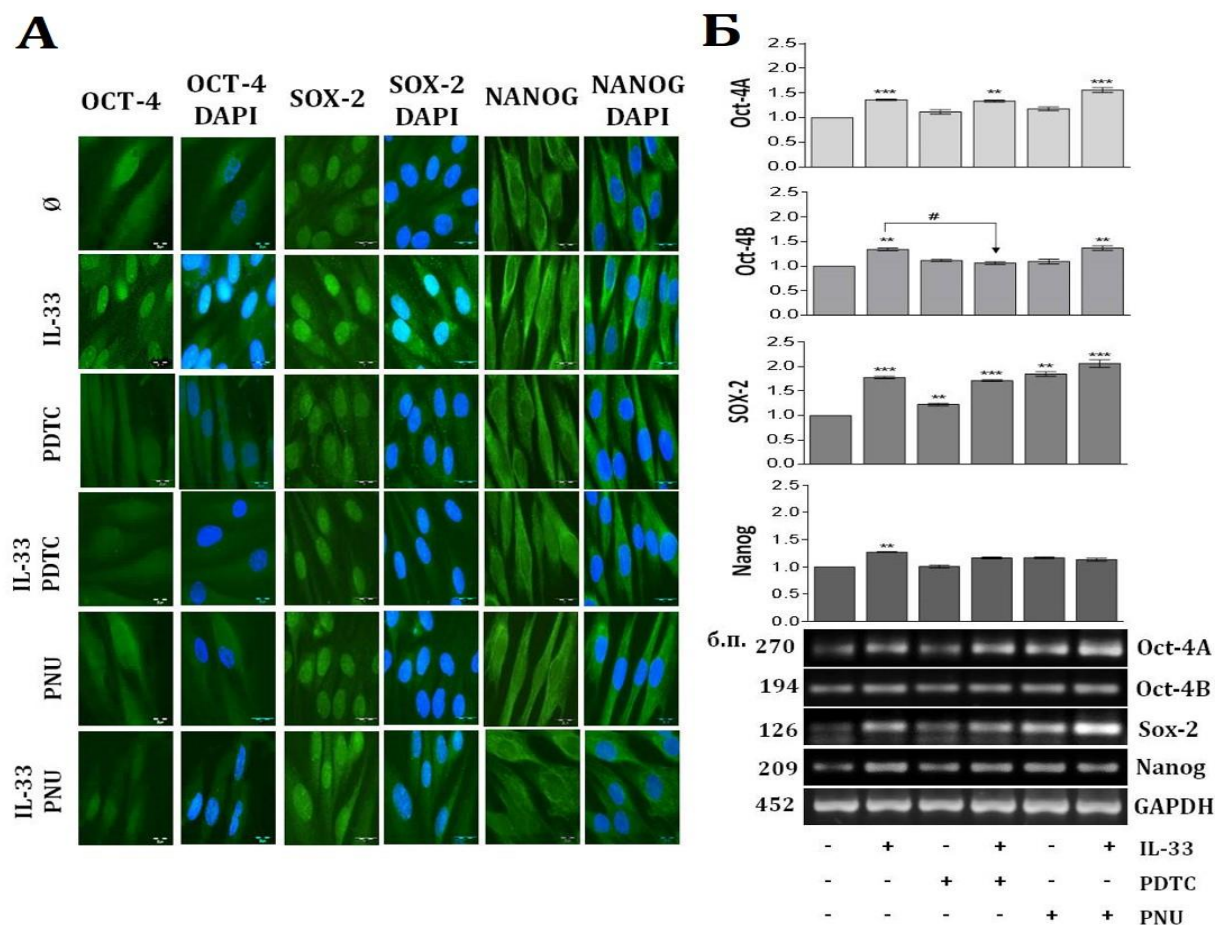 А
OCT-4
OCT-4
DAPI
SOX-2
SOX-2
DAPI
NANOG
NANOG
DAPI
Ø
IL-33
PDTC
IL-33
PDTC
PNU
IL-33
PNU
Б
Oct-4A
2.5
2.0
1.5
1.0
0.5
0.0
*** ** ***
Oct-4B
2.5
2.0
1.5
1.0
0.5
0.0
#
** **
SOX-2
2.5
2.0
1.5
1.0
0.5
0.0
*** ** *** ** ***
Nanog
2.5
2.0
1.5
1.0
0.5
0.0
**
б.п. 270 Oct-4A
194 Oct-4B
126 Sox-2
209 Nanog
452 GAPDH
- + - + - + IL-33
- - + + - - PDTC
- - - - + + PNU